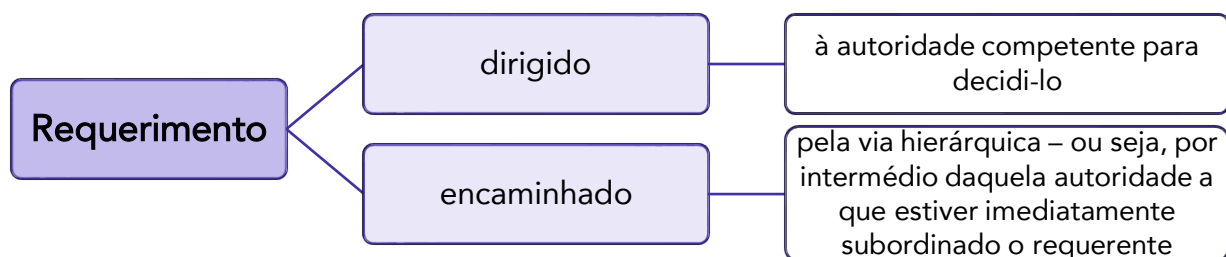 Requerimento
dirigido
à autoridade competente para
decidi-lo
encaminhado
pela via hierárquica – ou seja, por
intermédio daquela autoridade a
que estiver imediatamente
subordinado o requerente